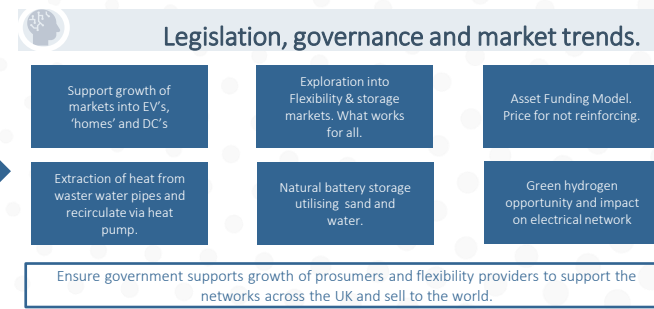 Legislation, governance and market trends.
Support growth of
markets into EV's,
'homes' and DC's
Exploration into
Flexibility & storage
markets. What works
for all.
Asset Funding Model.
Price for not reinforcing.
Extraction of heat from
waster water pipes and
recirculate via heat
pump.
Natural battery storage
utilising sand and
water.
Green hydrogen
opportunity and impact
on electrical network
Ensure government supports growth of prosumers and flexibility providers to support the
networks across the UK and sell to the world.